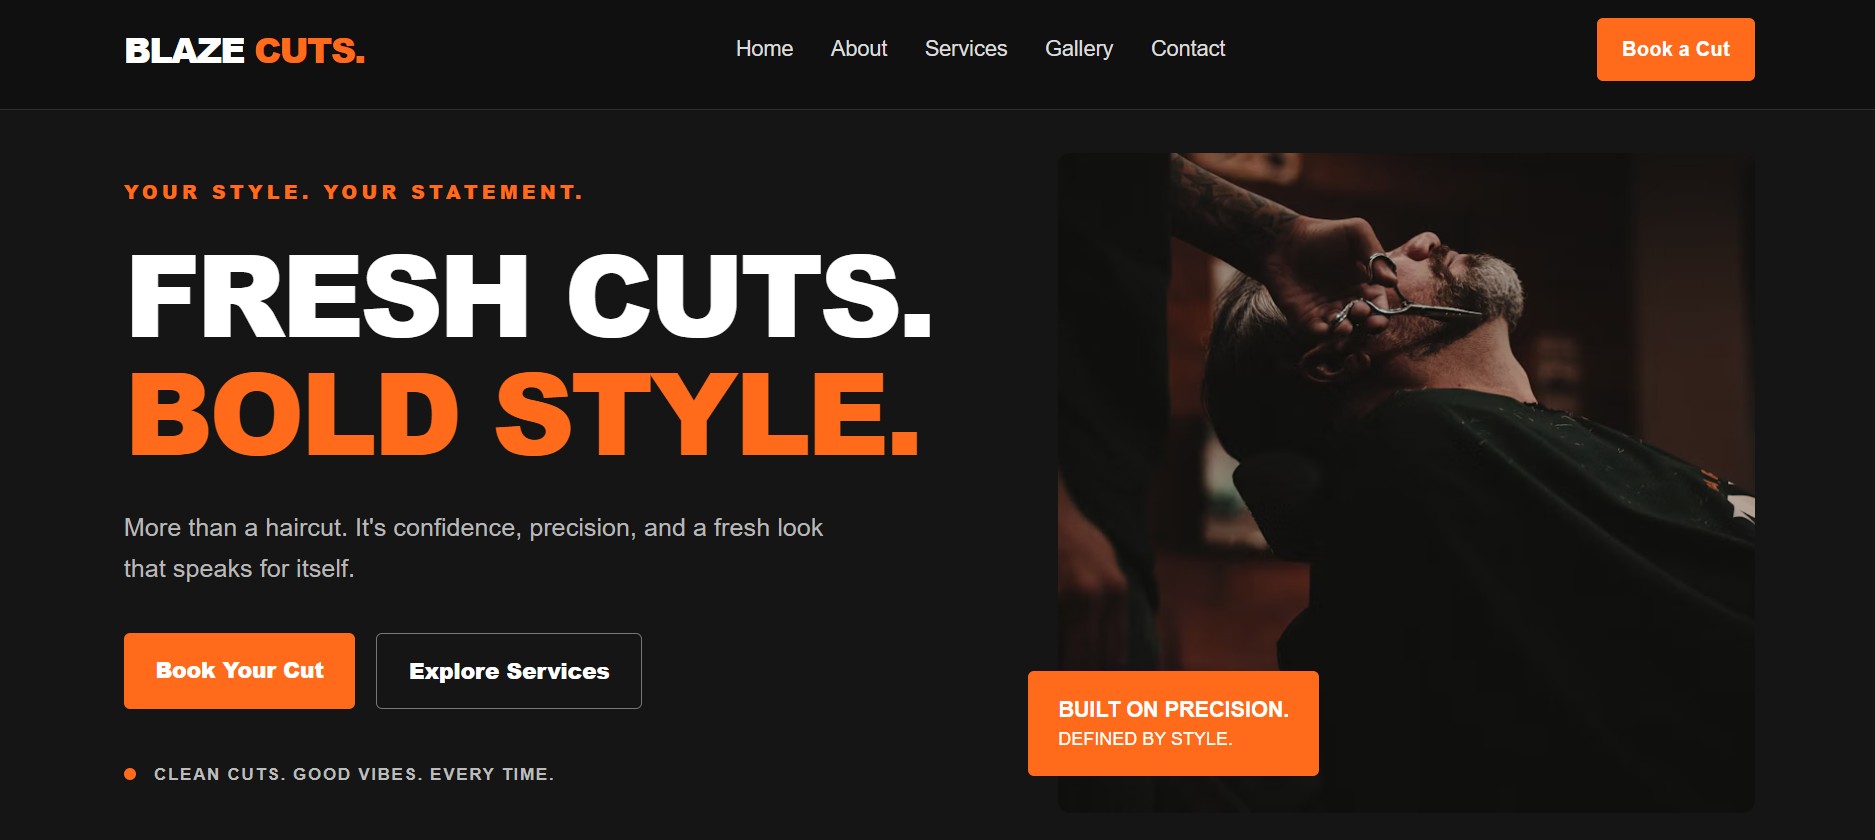 BLAZE CUTS.
Home About Services Gallery Contact
Book a Cut
YOUR STYLE. YOUR STATEMENT.
FRESH CUTS.
BOLD STYLE.
More than a haircut. It's confidence, precision, and a fresh look
that speaks for itself.
Book Your Cut
Explore Services
CLEAN CUTS. GOOD VIBES. EVERY TIME.
BUILT ON PRECISION.
DEFINED BY STYLE.